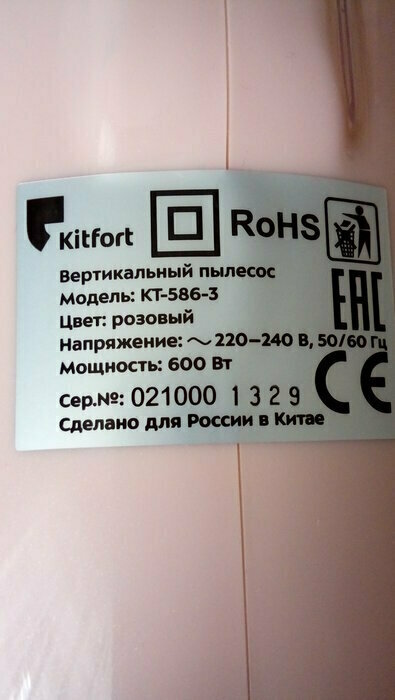 Kitfort
RoHS
Вертикальный пылесос
Модель: КТ-586-3
Цвет: розовый
Напряжение: ~ 220–240 В, 50/60 Гц
Мощность: 600 Вт
Сер.№: 021000 1329
Сделано для России в Китае
EAC
CE